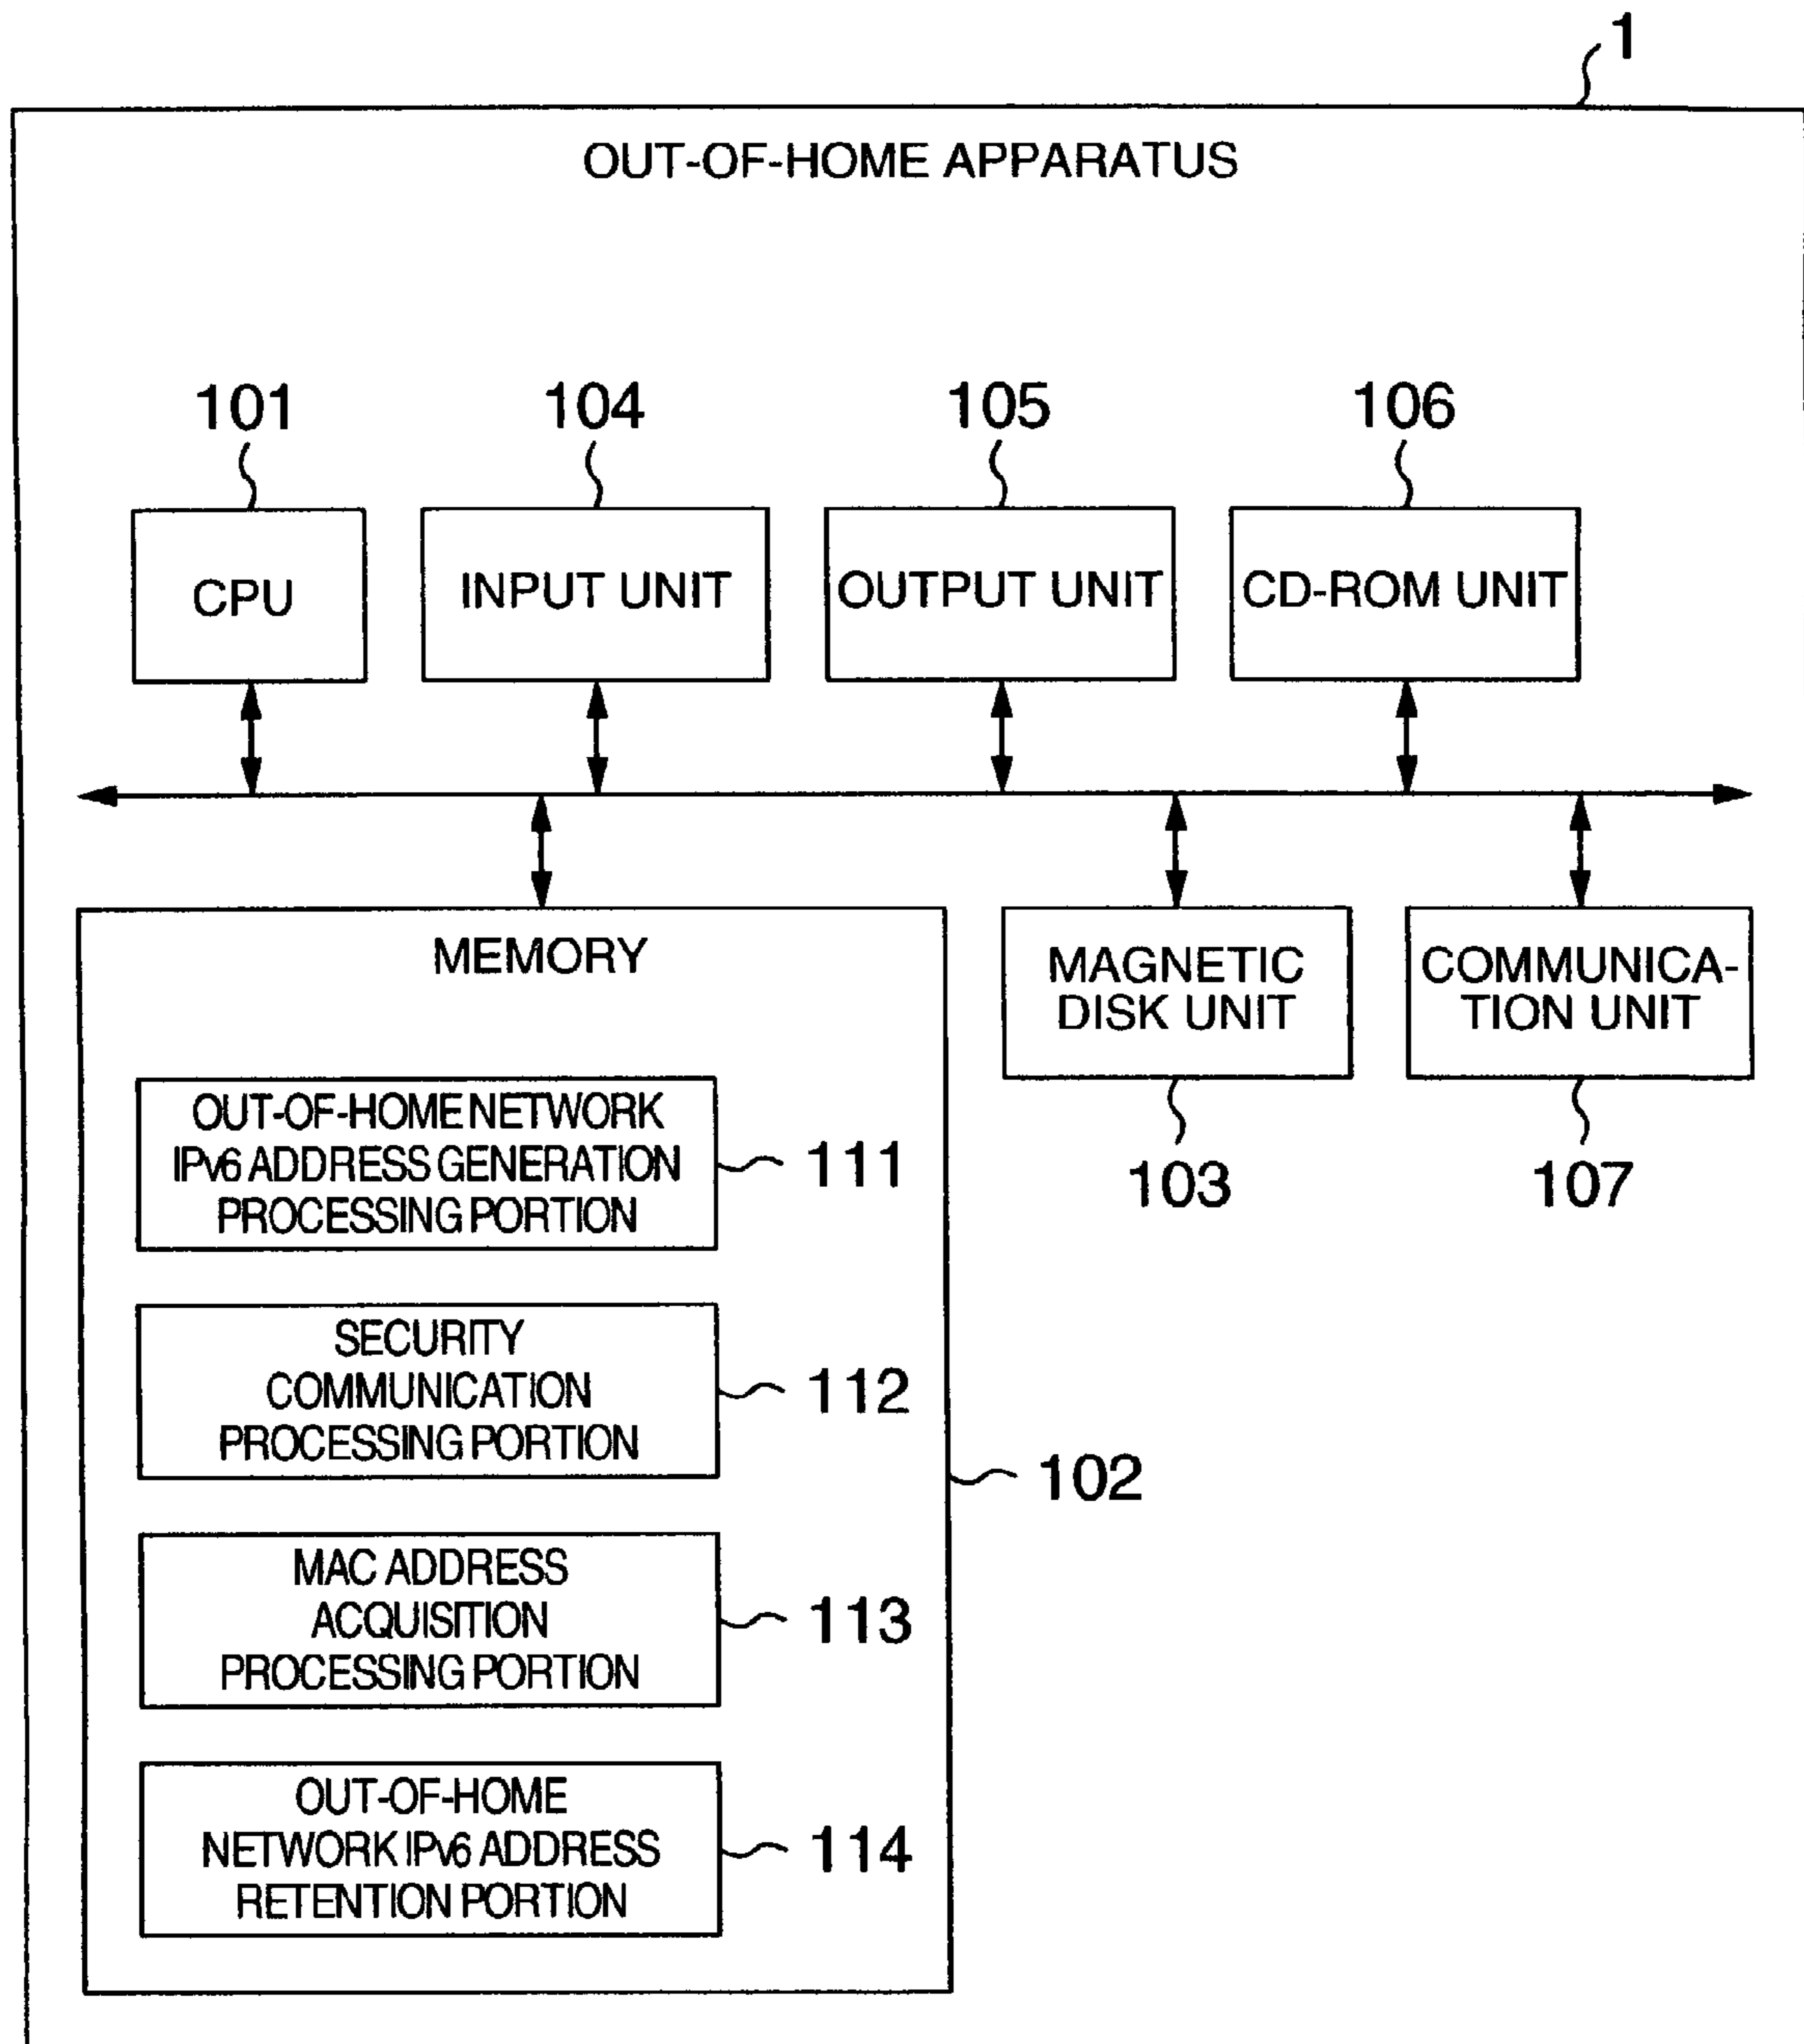 1
OUT-OF-HOME APPARATUS
101
104
105
106
CPU
INPUT UNIT
OUTPUT UNIT
CD-ROM UNIT
MEMORY
MAGNETIC
DISK UNIT
COMMUNICA-
TION UNIT
103
107
OUT-OF-HOME NETWORK
IPv6 ADDRESS GENERATION
PROCESSING PORTION
111
SECURITY
COMMUNICATION
PROCESSING PORTION
112
102
MAC ADDRESS
ACQUISITION
PROCESSING PORTION
113
OUT-OF-HOME
NETWORK IPv6 ADDRESS
RETENTION PORTION
114